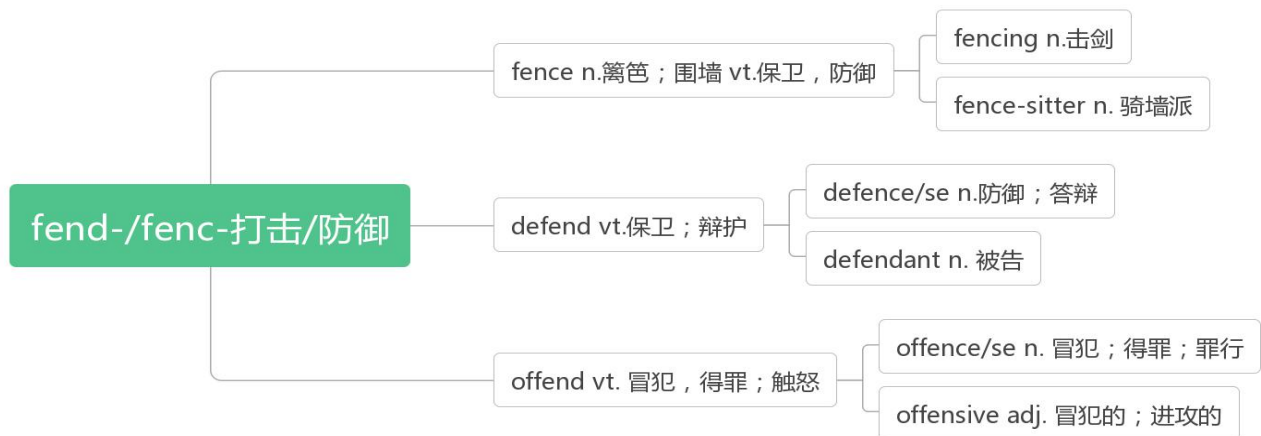 fend-/fenc-打击/防御
fence n.篱笆；围墙 vt.保卫，防御
fencing n.击剑
fence-sitter n. 骑墙派
defend vt.保卫；辩护
defence/se n.防御；答辩
defendant n. 被告
offend vt. 冒犯，得罪；触怒
offence/se n. 冒犯；得罪；罪行
offensive adj. 冒犯的；进攻的